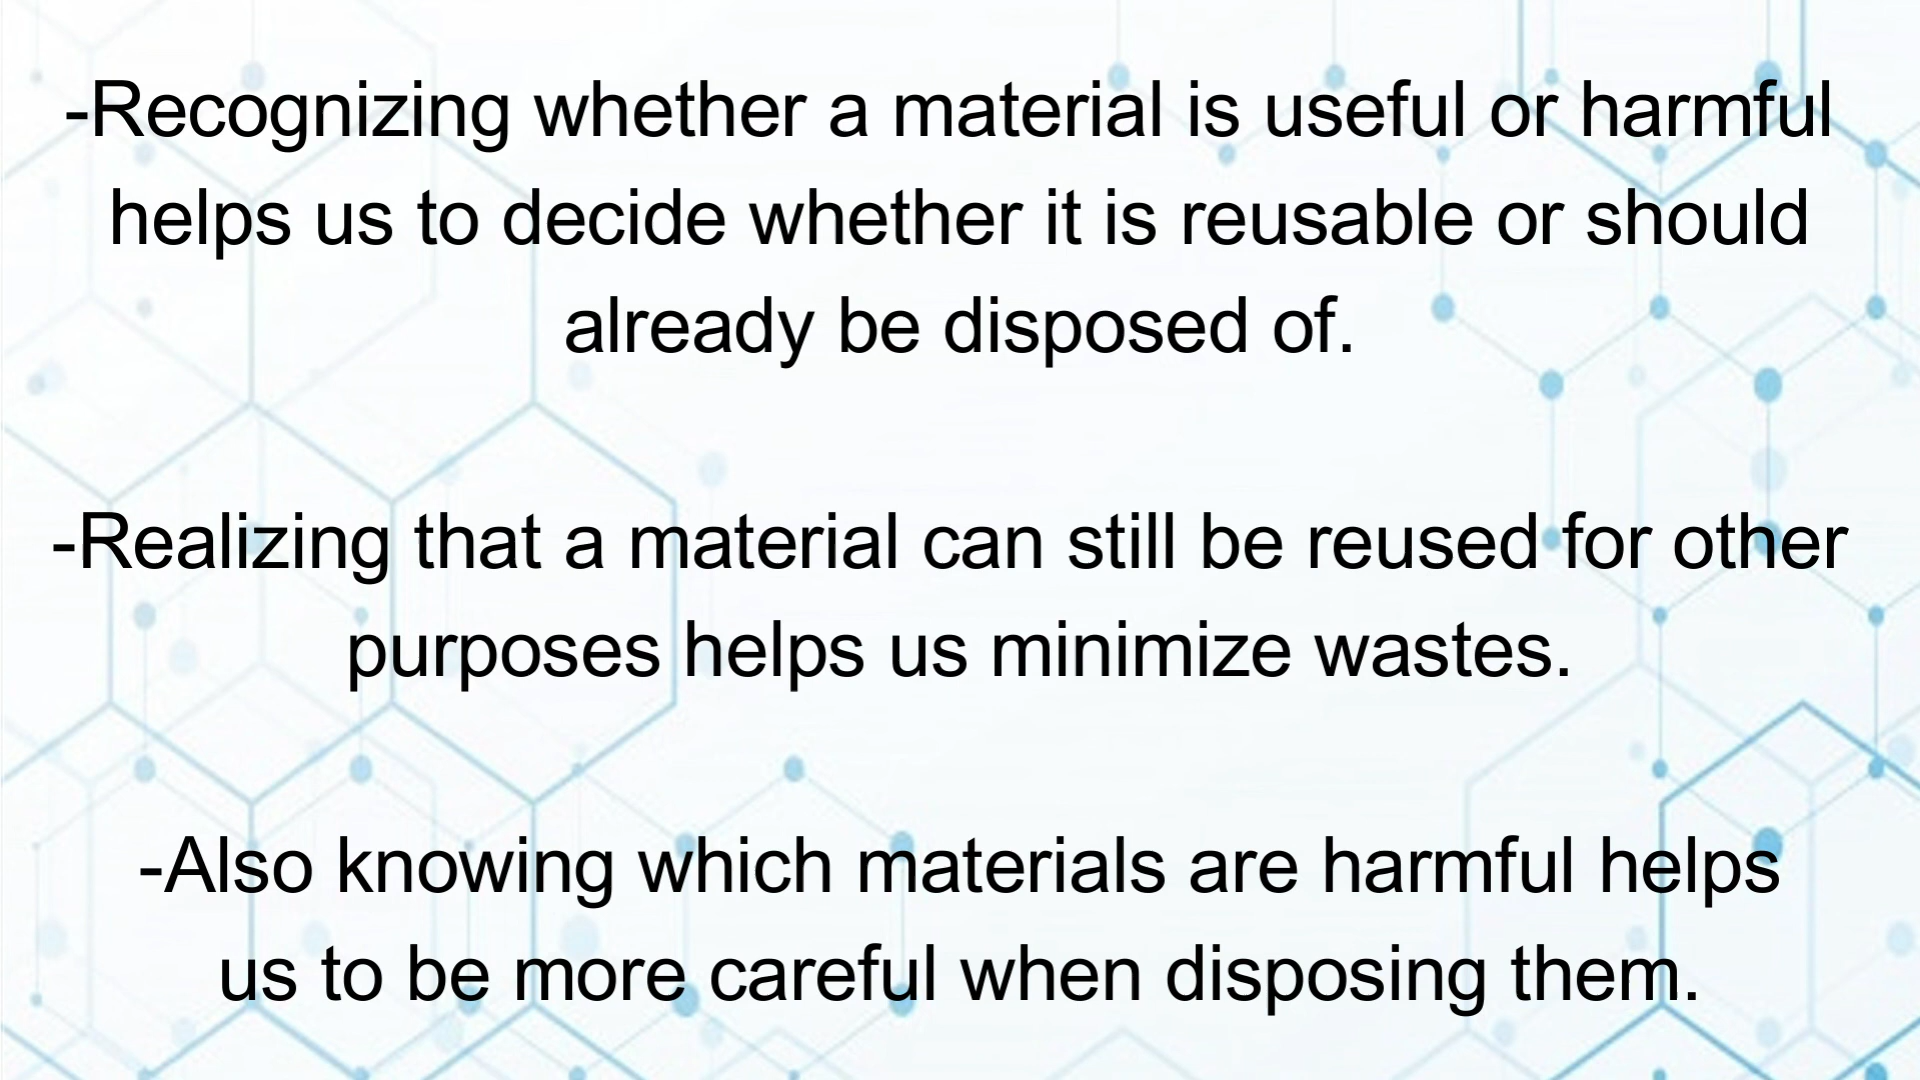 -Recognizing whether a material is useful or harmful
helps us to decide whether it is reusable or should
already be disposed of.
-Realizing that a material can still be reused for other
purposes helps us minimize wastes.
-Also knowing which materials are harmful helps
us to be more careful when disposing them.